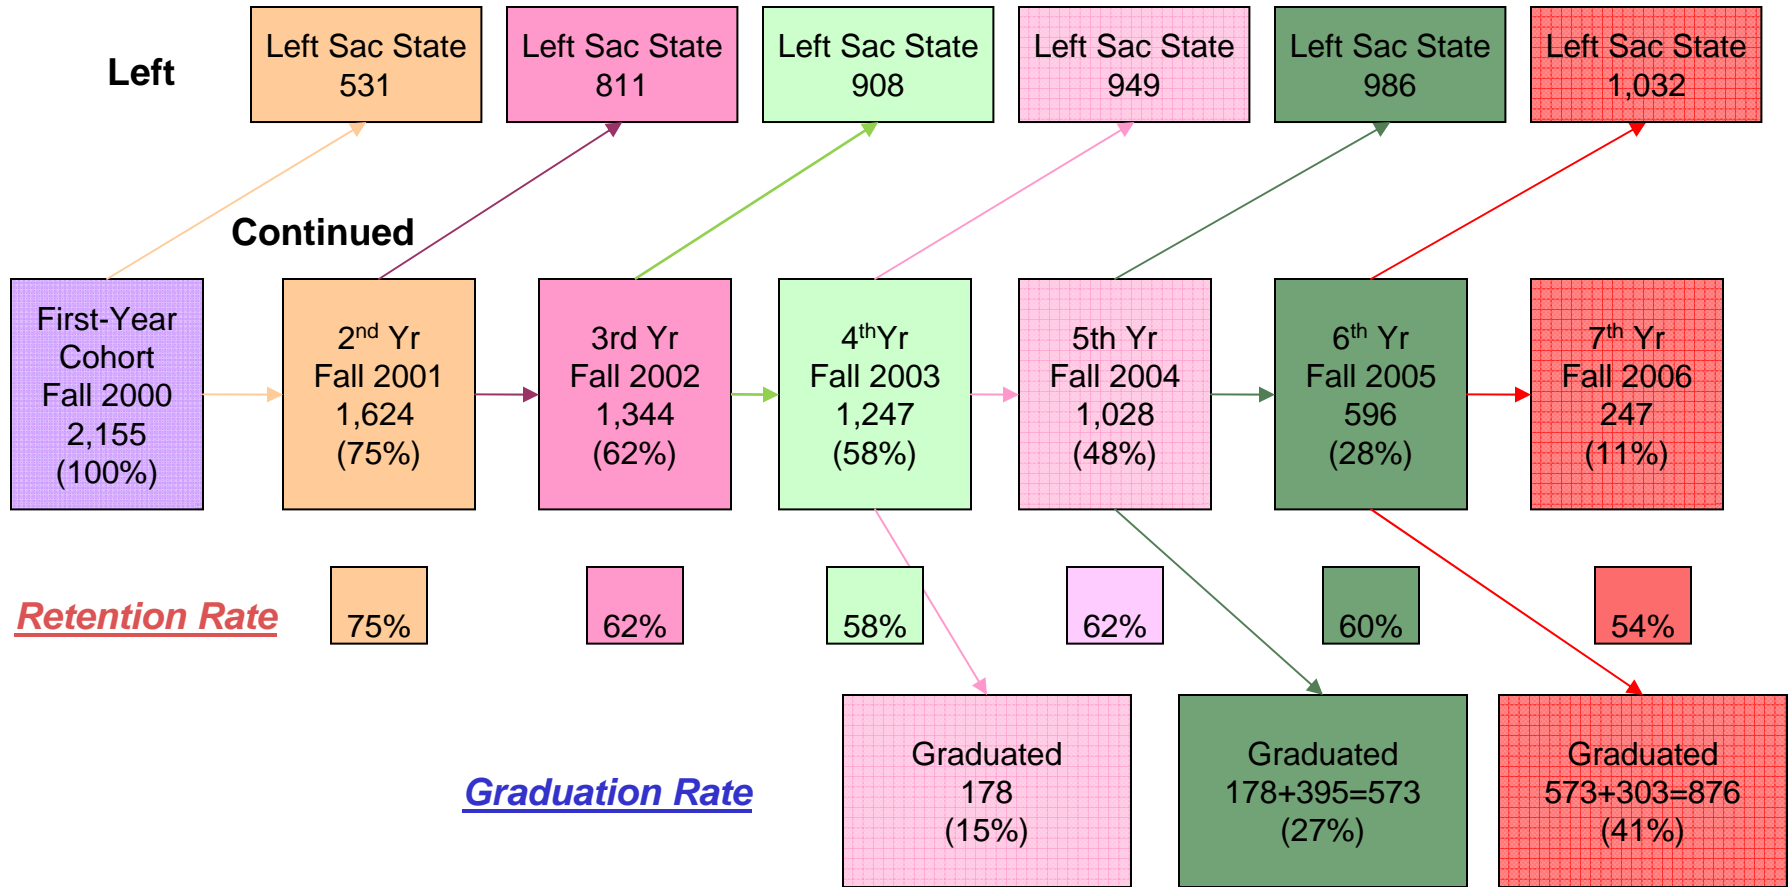 Left
Left Sac State
531
Left Sac State
811
Left Sac State
908
Left Sac State
949
Left Sac State
986
Left Sac State
1,032
Continued
First-Year
Cohort
Fall 2000
2,155
(100%)
2nd Yr
Fall 2001
1,624
(75%)
3rd Yr
Fall 2002
1,344
(62%)
4thYr
Fall 2003
1,247
(58%)
5th Yr
Fall 2004
1,028
(48%)
6th Yr
Fall 2005
596
(28%)
7th Yr
Fall 2006
247
(11%)
Retention Rate
75%
62%
58%
62%
60%
54%
Graduation Rate
Graduated
178
(15%)
Graduated
178+395=573
(27%)
Graduated
573+303=876
(41%)